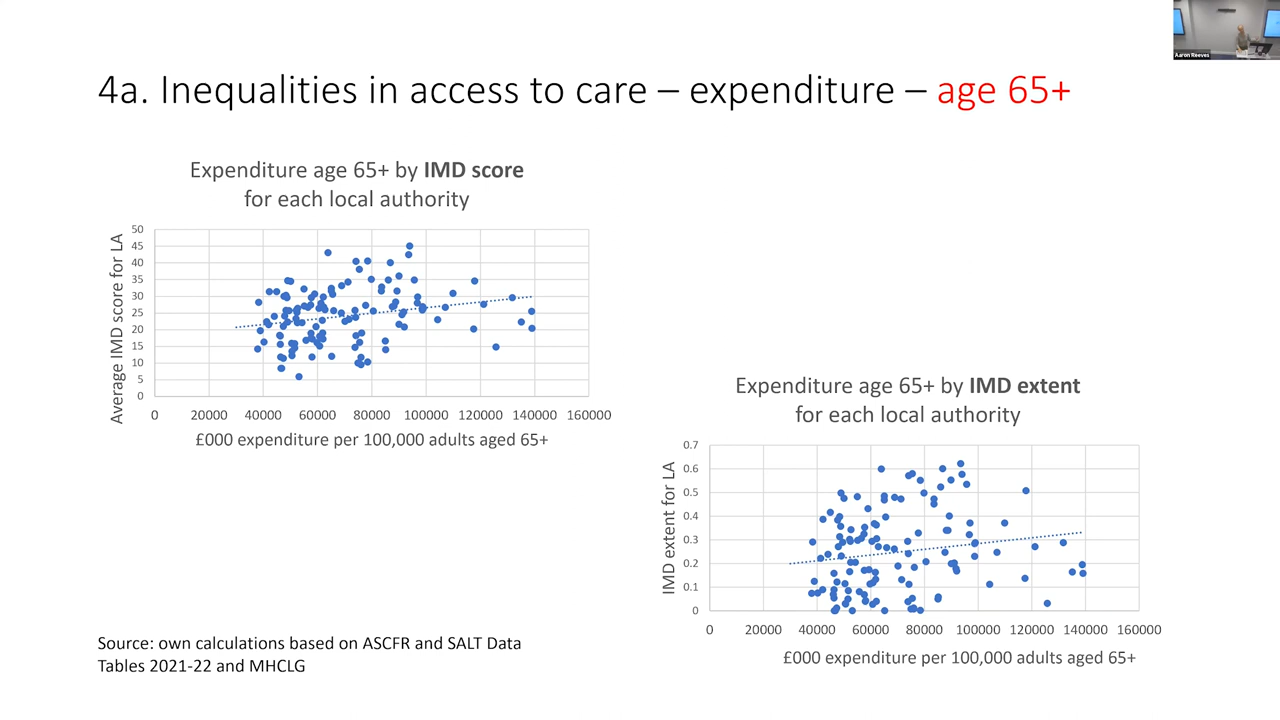 Aaron Reeves
4a. Inequalities in access to care – expenditure – age 65+
Expenditure age 65+ by IMD score
for each local authority
Average IMD score for LA
50
45
40
35
30
25
20
15
10
5
0
0 20000 40000 60000 80000 100000 120000 140000 160000
£000 expenditure per 100,000 adults aged 65+
Expenditure age 65+ by IMD extent
for each local authority
IMD extent for LA
0.7
0.6
0.5
0.4
0.3
0.2
0.1
0
0 20000 40000 60000 80000 100000 120000 140000 160000
£000 expenditure per 100,000 adults aged 65+
Source: own calculations based on ASCFR and SALT Data
Tables 2021-22 and MHCLG